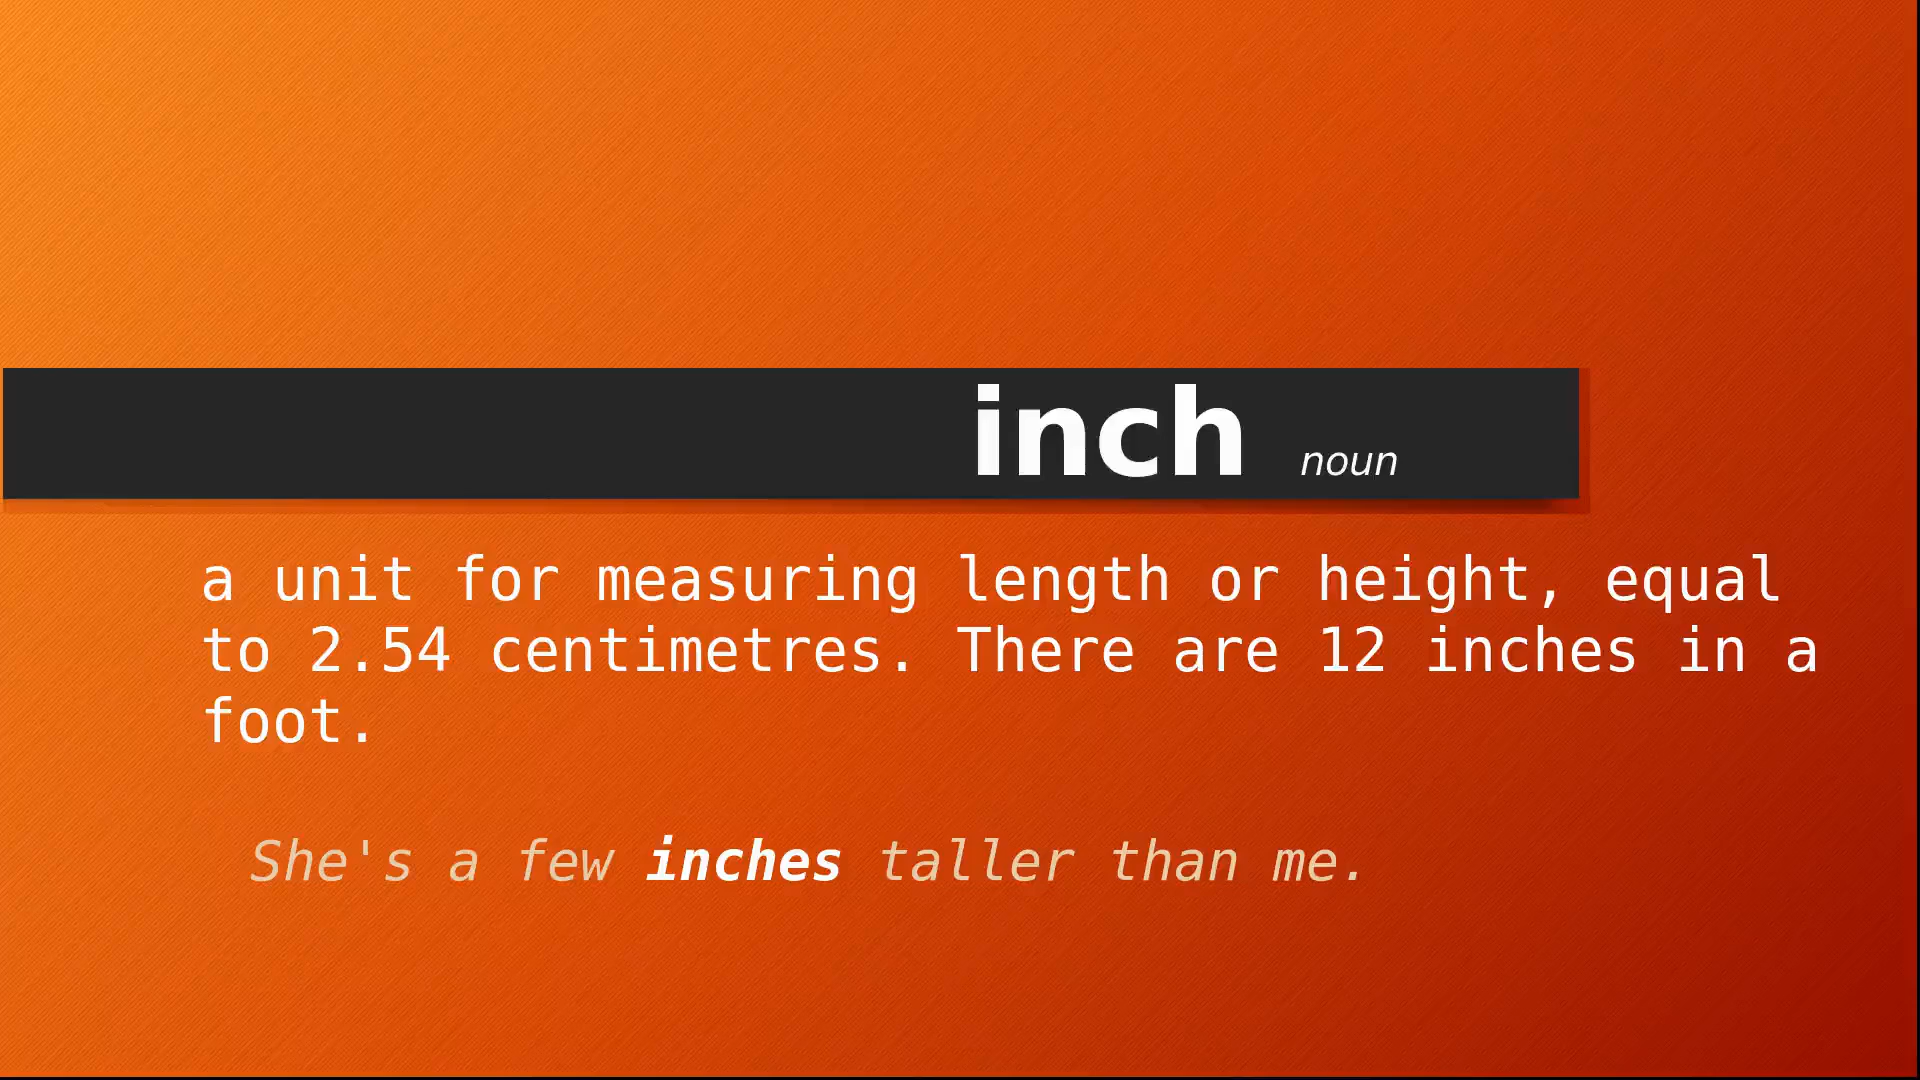 inch noun
a unit for measuring length or height, equal
to 2.54 centimetres. There are 12 inches in a
foot.
She's a few inches taller than me.